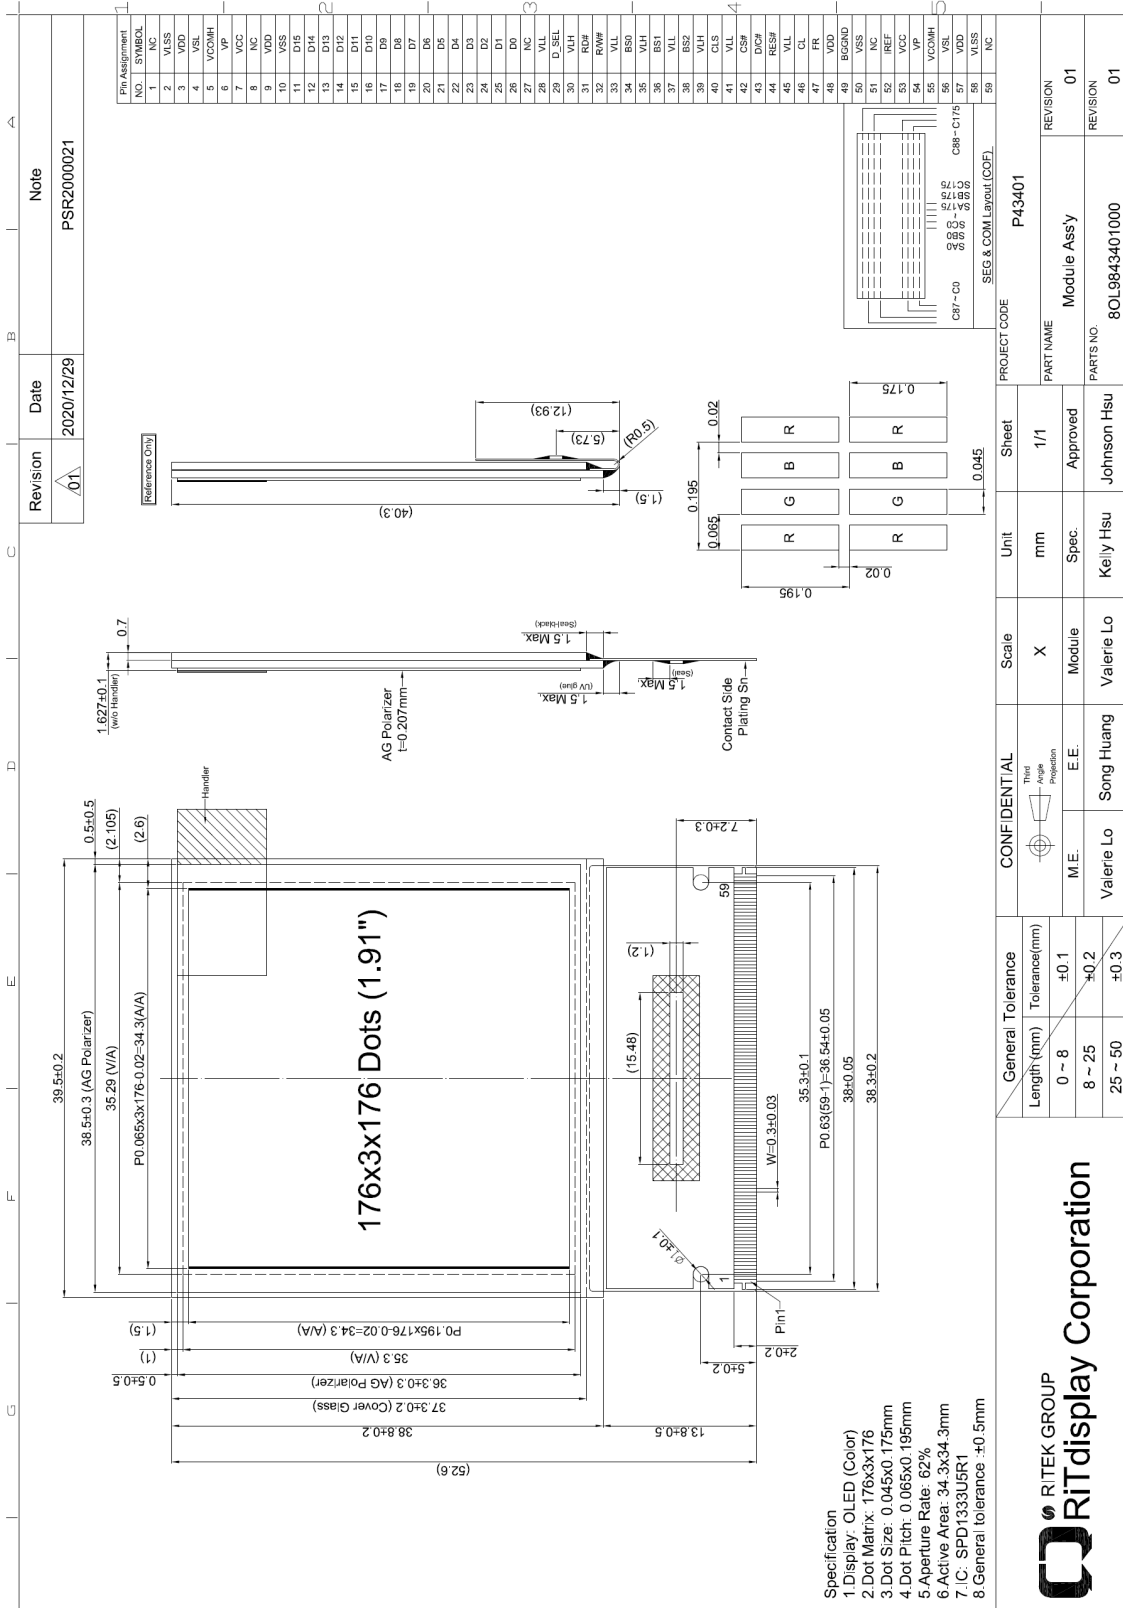 Revision Date Note
01 2020/12/29 PSR2000021
Pin Assignment
NO. SYMBOL
1 NC
2 VLSS
3 VDD
4 VSL
5 VCOMH
6 VP
7 VCC
8 NC
9 VDD
10 VSS
11 D15
12 D14
13 D13
14 D12
15 D11
16 D10
17 D9
18 D8
19 D7
20 D6
21 D5
22 D4
23 D3
24 D2
25 D1
26 D0
27 NC
28 VLL
29 D_SEL
30 VLH
31 RD#
32 R/W#
33 VLL
34 BS0
35 VLH
36 BS1
37 VLL
38 BS2
39 VLH
40 CLS
41 VLL
42 CS#
43 D/C#
44 RES#
45 VLL
46 CL
47 FR
48 VDD
49 BGGND
50 VSS
51 NC
52 IREF
53 VCC
54 VP
55 VCOMH
56 VSL
57 VDD
58 VLSS
59 NC
G F E D C B A
1 2 3 4 5
39.5±0.2
38.5±0.3 (AG Polarizer)
35.29 (V/A)
P0.065x3x176-0.02=34.3(A/A)
0.5±0.5
(2.105)
(2.6)
Handler
176x3x176 Dots (1.91")
(1.5)
(1)
0.5±0.5
P0.195x176-0.02=34.3 (A/A)
35.3 (V/A)
36.3±0.3 (AG Polarizer)
37.3±0.2 (Cover Glass)
38.8±0.2
(52.6)
13.8±0.5
5±0.2
2±0.2
7.2±0.3
(1.2)
(15.48)
Ø1±0.1
1
59
Pin1
W=0.3±0.03
35.3±0.1
P0.63(59-1)=36.54±0.05
38±0.05
38.3±0.2
1.627±0.1
(w/o Handler)
0.7
AG Polarizer
t=0.207mm
1.5 Max.
(Seal-black)
1.5 Max.
(UV glue)
1.5 Max.
(Seal)
Contact Side
Plating Sn
Reference Only
(40.3)
(12.93)
(5.73)
(R0.5)
(1.5)
0.195
0.065
0.02
R G B R
R G B R
0.195
0.02
0.175
0.045
C87 ~ C0
SA0
SB0
SC0
~
SA175
SB175
SC175
C88 ~ C175
SEG & COM Layout (COF)
Specification
1.Display: OLED (Color)
2.Dot Matrix: 176x3x176
3.Dot Size: 0.045x0.175mm
4.Dot Pitch: 0.065x0.195mm
5.Aperture Rate: 62%
6.Active Area: 34.3x34.3mm
7.IC: SPD1333U5R1
8.General tolerance :±0.5mm
RITEK GROUP
RiTdisplay Corporation
General Tolerance
Length (mm) Tolerance(mm)
0 ~ 8 ±0.1
8 ~ 25 ±0.2
25 ~ 50 ±0.3
CONFIDENTIAL
Third
Angle
Projection
Scale Unit Sheet
X mm 1/1
M.E. E.E. Module Spec. Approved
Valerie Lo Song Huang Valerie Lo Kelly Hsu Johnson Hsu
PROJECT CODE
P43401
PART NAME REVISION
Module Ass'y 01
PARTS NO. REVISION
8OL9843401000 01